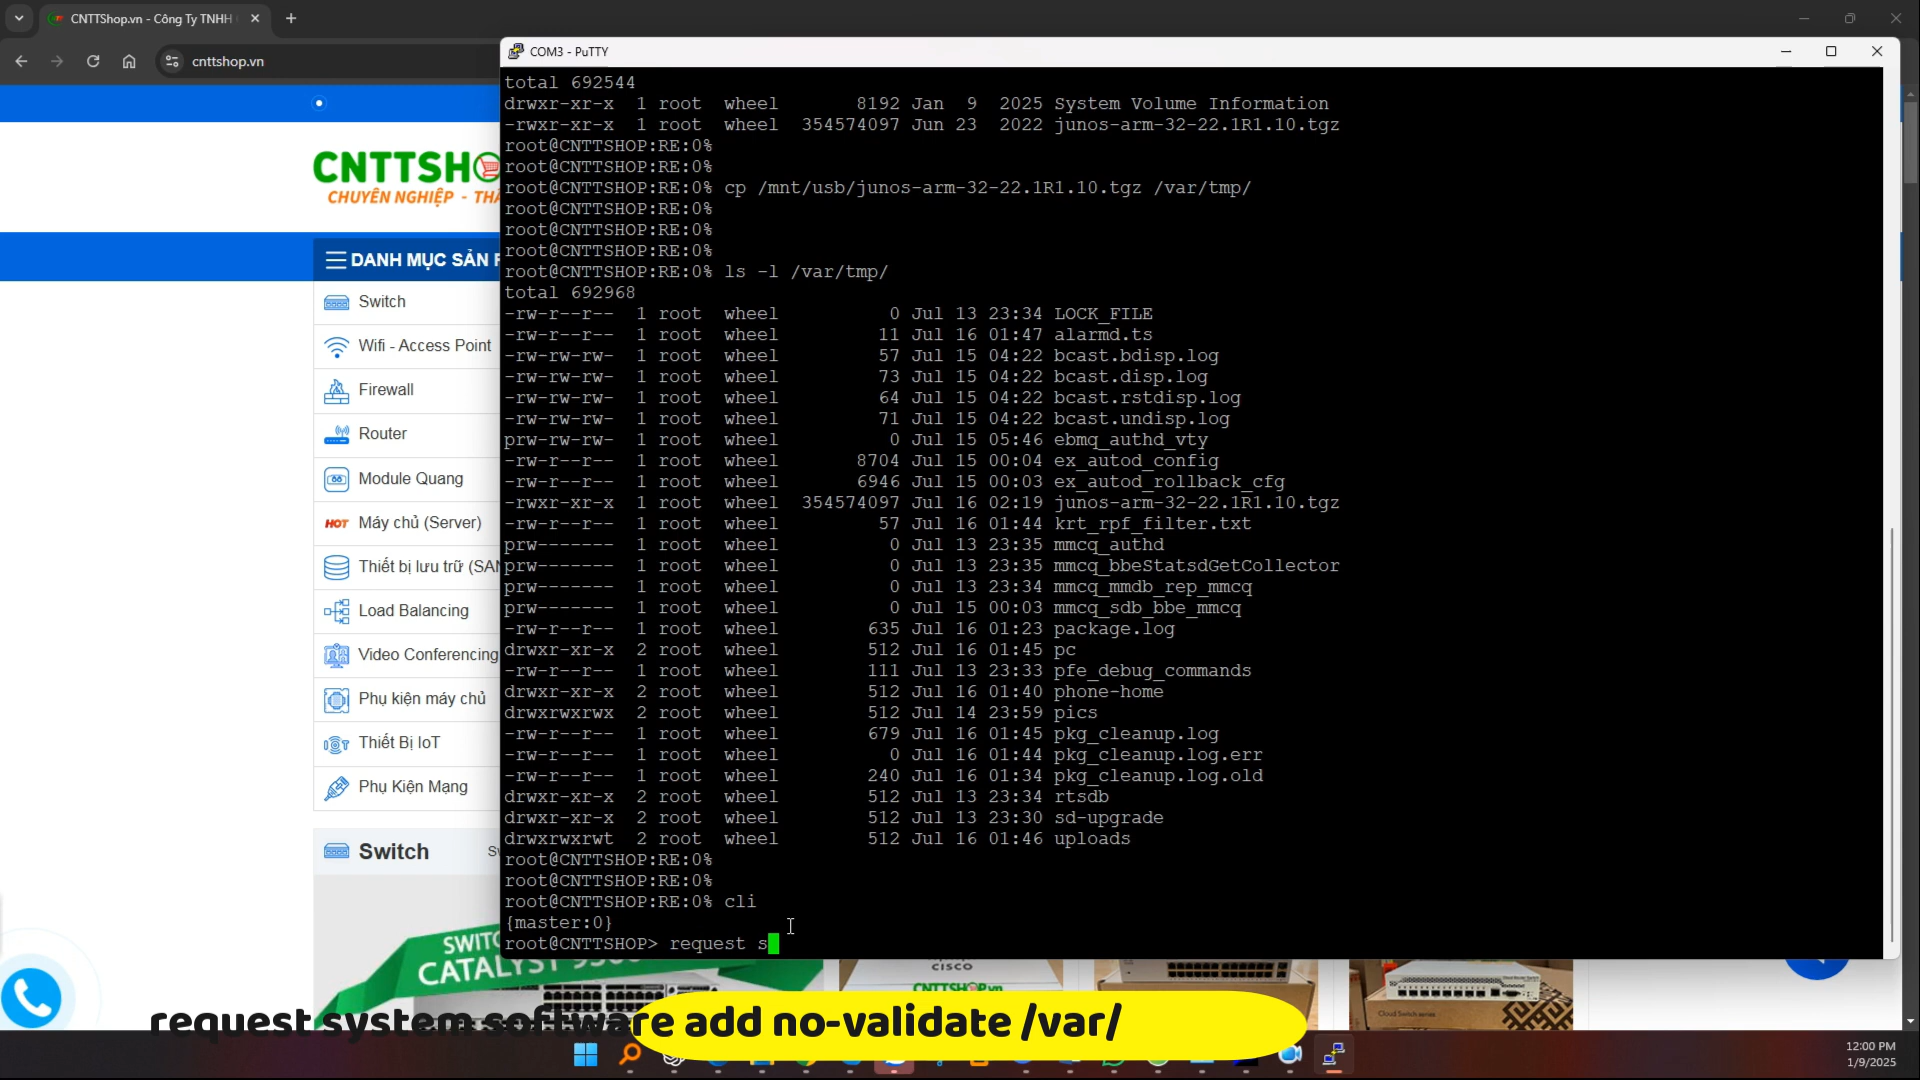 CNTTShop.vn - Công Ty TNHH
cnttshop.vn
CNTTSH
CHUYÊN NGHIỆP - TH
DANH MỤC SẢN
Switch
Wifi - Access Point
Firewall
Router
Module Quang
HOT Máy chủ (Server)
Thiết bị lưu trữ (SAN
Load Balancing
Video Conferencing
Phụ kiện máy chủ
Thiết Bị IoT
Phụ Kiện Mạng
Switch
COM3 - PuTTY
total 692544
drwxr-xr-x  1 root  wheel       8192 Jan  9  2025 System Volume Information
-rwxr-xr-x  1 root  wheel  354574097 Jun 23  2022 junos-arm-32-22.1R1.10.tgz
root@CNTTSHOP:RE:0%
root@CNTTSHOP:RE:0%
root@CNTTSHOP:RE:0% cp /mnt/usb/junos-arm-32-22.1R1.10.tgz /var/tmp/
root@CNTTSHOP:RE:0%
root@CNTTSHOP:RE:0%
root@CNTTSHOP:RE:0%
root@CNTTSHOP:RE:0% ls -l /var/tmp/
total 692968
-rw-r--r--  1 root  wheel          0 Jul 13 23:34 LOCK_FILE
-rw-r--r--  1 root  wheel         11 Jul 16 01:47 alarmd.ts
-rw-rw-rw-  1 root  wheel         57 Jul 15 04:22 bcast.bdisp.log
-rw-rw-rw-  1 root  wheel         73 Jul 15 04:22 bcast.disp.log
-rw-rw-rw-  1 root  wheel         64 Jul 15 04:22 bcast.rstdisp.log
-rw-rw-rw-  1 root  wheel         71 Jul 15 04:22 bcast.undisp.log
prw-rw-rw-  1 root  wheel          0 Jul 15 05:46 ebmq_authd_vty
-rw-r--r--  1 root  wheel       8704 Jul 15 00:04 ex_autod_config
-rw-r--r--  1 root  wheel       6946 Jul 15 00:03 ex_autod_rollback_cfg
-rwxr-xr-x  1 root  wheel  354574097 Jul 16 02:19 junos-arm-32-22.1R1.10.tgz
-rw-r--r--  1 root  wheel         57 Jul 16 01:44 krt_rpf_filter.txt
prw-------  1 root  wheel          0 Jul 13 23:35 mmcq_authd
prw-------  1 root  wheel          0 Jul 13 23:35 mmcq_bbeStatsdGetCollector
prw-------  1 root  wheel          0 Jul 13 23:34 mmcq_mmdb_rep_mmcq
prw-------  1 root  wheel          0 Jul 15 00:03 mmcq_sdb_bbe_mmcq
-rw-r--r--  1 root  wheel        635 Jul 16 01:23 package.log
drwxr-xr-x  2 root  wheel        512 Jul 16 01:45 pc
-rw-r--r--  1 root  wheel        111 Jul 13 23:33 pfe_debug_commands
drwxr-xr-x  2 root  wheel        512 Jul 16 01:40 phone-home
drwxrwxrwx  2 root  wheel        512 Jul 14 23:59 pics
-rw-r--r--  1 root  wheel        679 Jul 16 01:45 pkg_cleanup.log
-rw-r--r--  1 root  wheel          0 Jul 16 01:44 pkg_cleanup.log.err
-rw-r--r--  1 root  wheel        240 Jul 16 01:34 pkg_cleanup.log.old
drwxr-xr-x  2 root  wheel        512 Jul 13 23:34 rtsdb
drwxr-xr-x  2 root  wheel        512 Jul 13 23:30 sd-upgrade
drwxrwxrwt  2 root  wheel        512 Jul 16 01:46 uploads
root@CNTTSHOP:RE:0%
root@CNTTSHOP:RE:0%
root@CNTTSHOP:RE:0% cli
{master:0}
root@CNTTSHOP> request s
CATALYST
CISCO
CNTTSHOP.vn
request system software add no-validate /var/
12:00 PM
1/9/2025